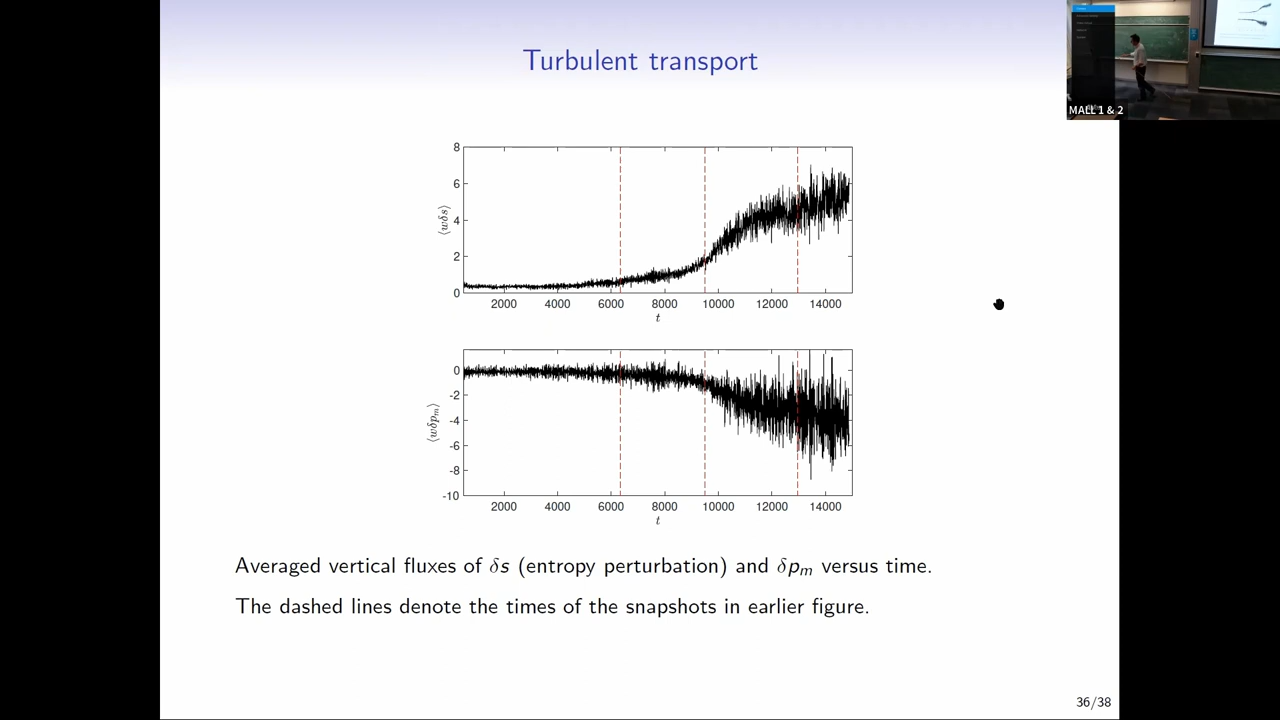 Turbulent transport
MALL 1 & 2
8
6
4
2
0
⟨wδs⟩
2000 4000 6000 8000 10000 12000 14000
t
0
-2
-4
-6
-8
-10
⟨wδp_m⟩
2000 4000 6000 8000 10000 12000 14000
t
Averaged vertical fluxes of δs (entropy perturbation) and δp_m versus time.
The dashed lines denote the times of the snapshots in earlier figure.
36/38